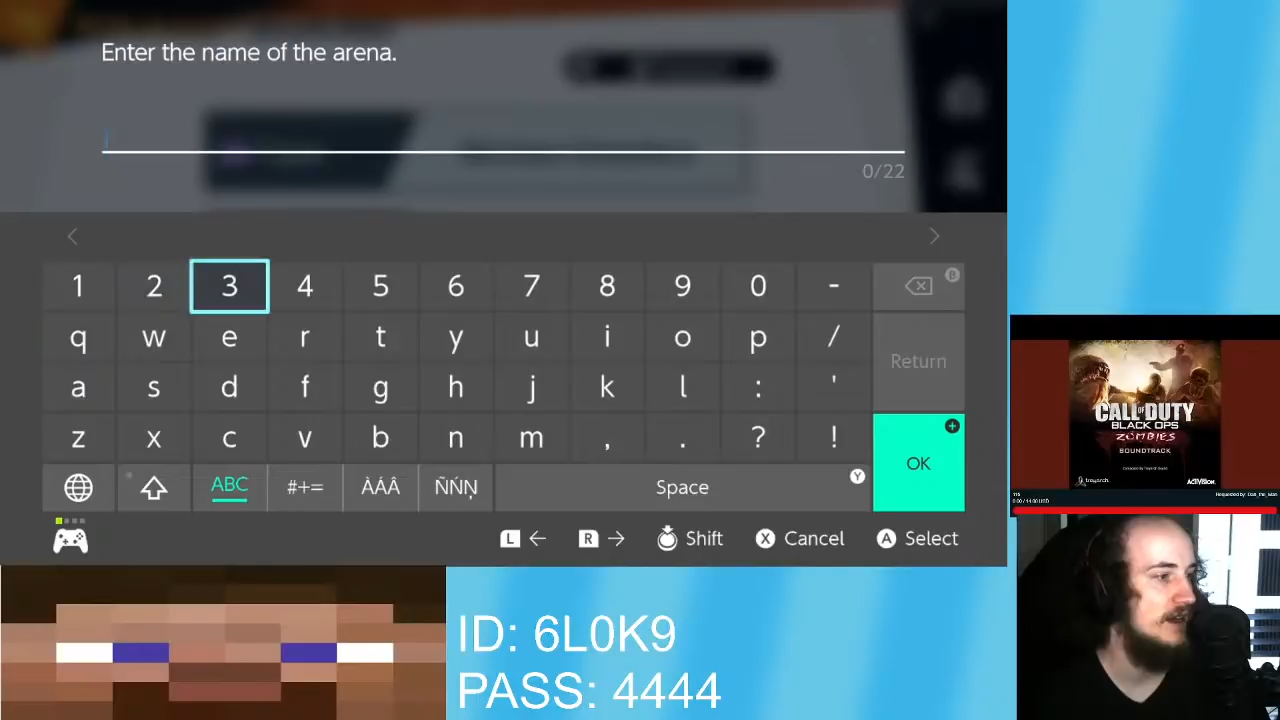 Enter the name of the arena.
0/22
1 2 3 4 5 6 7 8 9 0 -
q w e r t y u i o p /
Return
a s d f g h j k l : '
z x c v b n m , . ? !
OK
ABC #+= ÀÁÂ ÑŃŅ Space
L ← R → Shift X Cancel A Select
CALL OF DUTY
BLACK OPS
ZOMBIES
SOUNDTRACK
TREYARCH
ACTIVISION
115
ID: 6L0K9
PASS: 4444